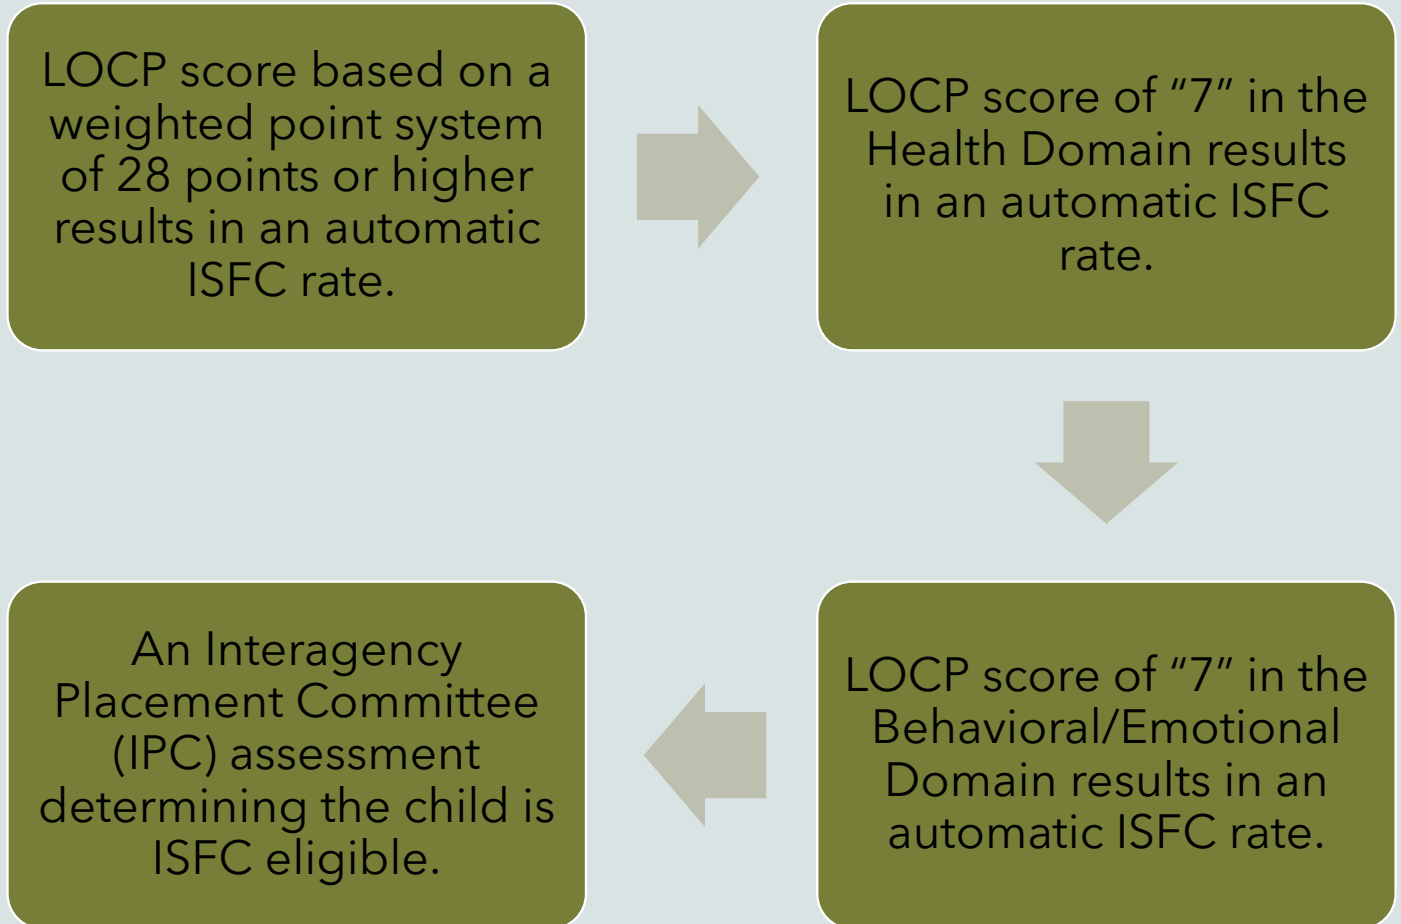 LOCP score based on a
weighted point system
of 28 points or higher
results in an automatic
ISFC rate.
LOCP score of “7” in the
Health Domain results
in an automatic ISFC
rate.
LOCP score of “7” in the
Behavioral/Emotional
Domain results in an
automatic ISFC rate.
An Interagency
Placement Committee
(IPC) assessment
determining the child is
ISFC eligible.